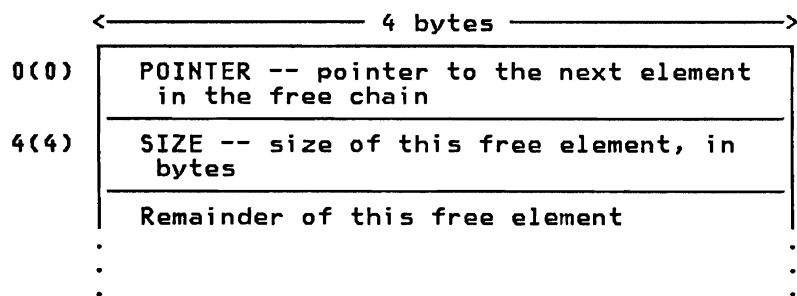 4 bytes
0(0) POINTER -- pointer to the next element
in the free chain
4(4) SIZE -- size of this free element, in
bytes
Remainder of this free element